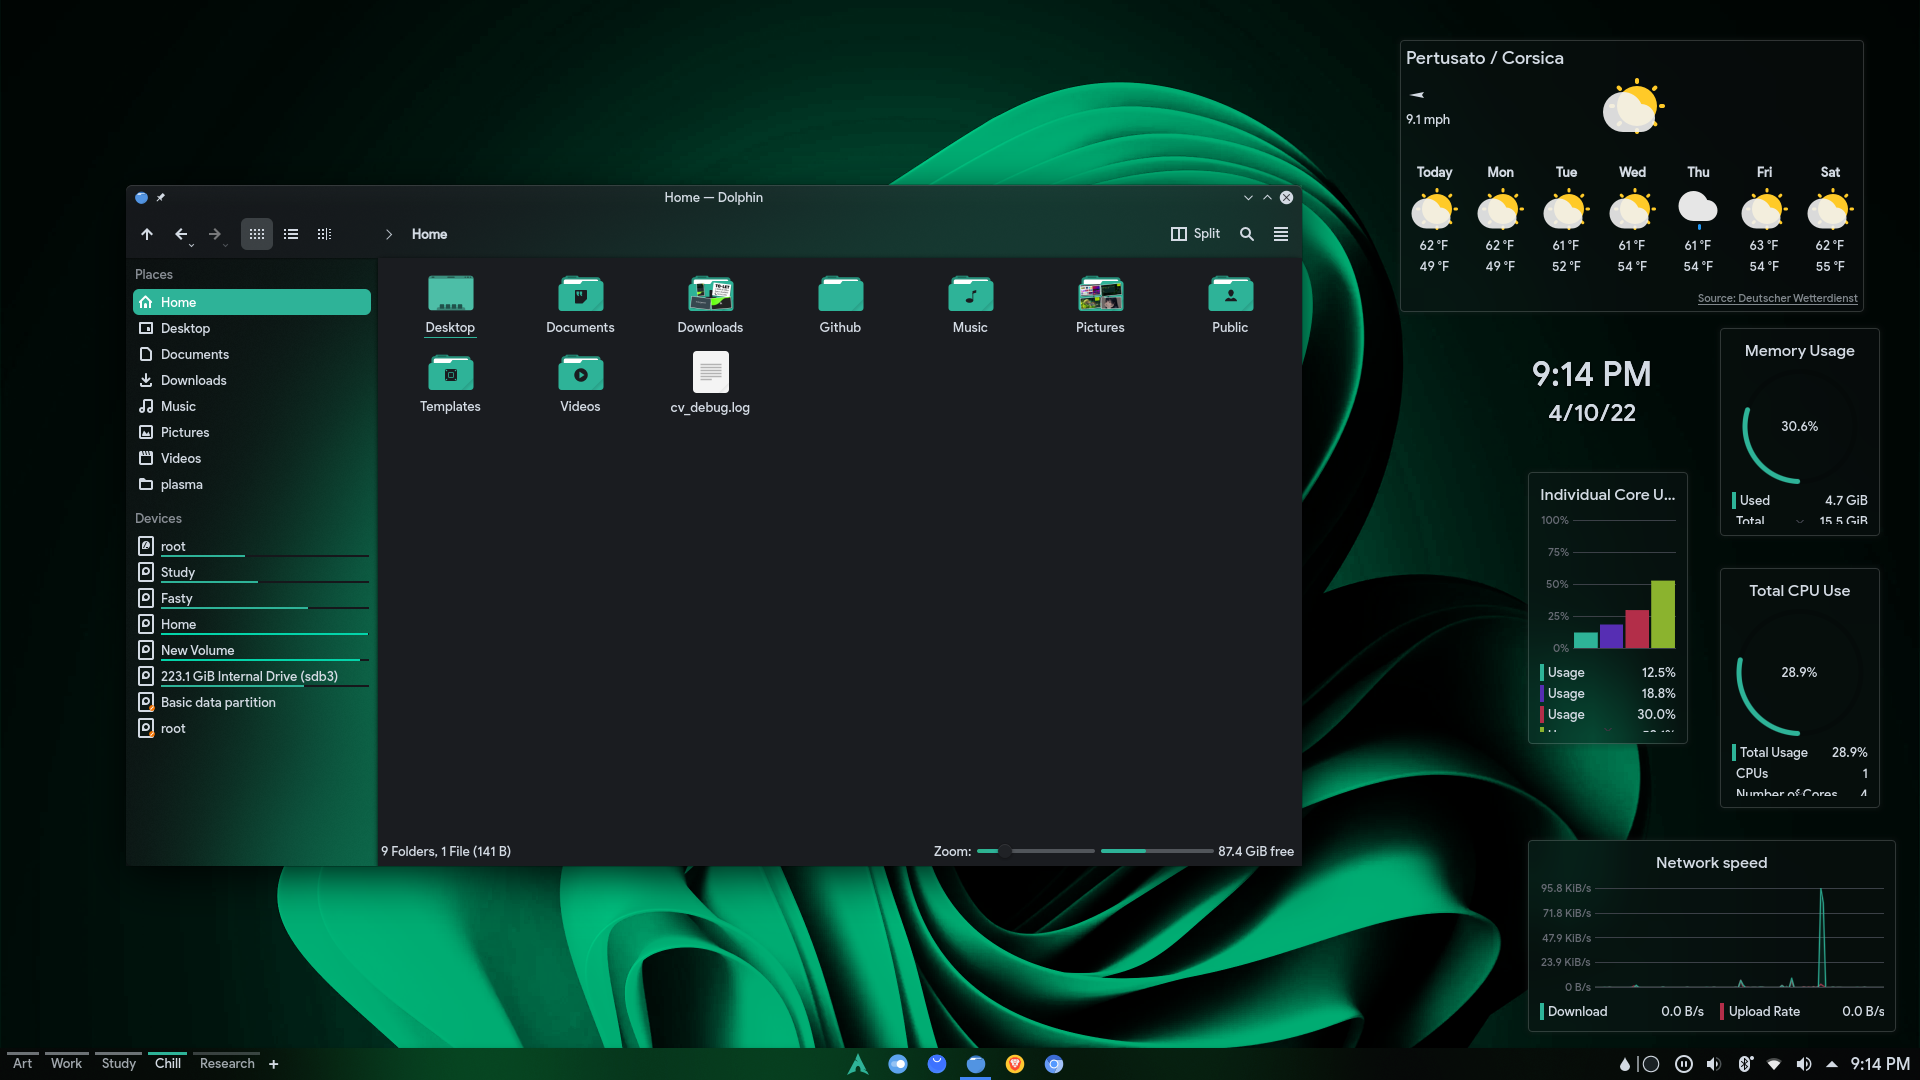 Home — Dolphin
Home
Split
Places
Home
Desktop
Documents
Downloads
Music
Pictures
Videos
plasma
Devices
root
Study
Fasty
Home
New Volume
223.1 GiB Internal Drive (sdb3)
Basic data partition
root
Desktop Documents Downloads Github Music Pictures Public
TO-LET
Templates Videos cv_debug.log
9 Folders, 1 File (141 B)
Zoom:
87.4 GiB free
Pertusato / Corsica
9.1 mph
Today Mon Tue Wed Thu Fri Sat
62 °F 62 °F 61 °F 61 °F 61 °F 63 °F 62 °F
49 °F 49 °F 52 °F 54 °F 54 °F 54 °F 55 °F
Source: Deutscher Wetterdienst
9:14 PM
4/10/22
Memory Usage
30.6%
Used 4.7 GiB
Total 15.5 GiB
Individual Core U...
100%
75%
50%
25%
0%
Usage 12.5%
Usage 18.8%
Usage 30.0%
Total CPU Use
28.9%
Total Usage 28.9%
CPUs 1
Number of Cores 4
Network speed
95.8 KiB/s
71.8 KiB/s
47.9 KiB/s
23.9 KiB/s
0 B/s
Download 0.0 B/s Upload Rate 0.0 B/s
Art Work Study Chill Research +
9:14 PM